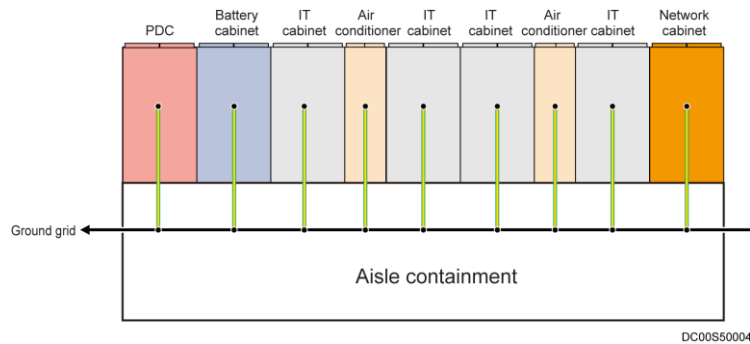 PDC
Battery
cabinet
IT
cabinet
Air
conditioner
IT
cabinet
IT
cabinet
Air
conditioner
IT
cabinet
Network
cabinet
Ground grid
Aisle containment
DC00S50004